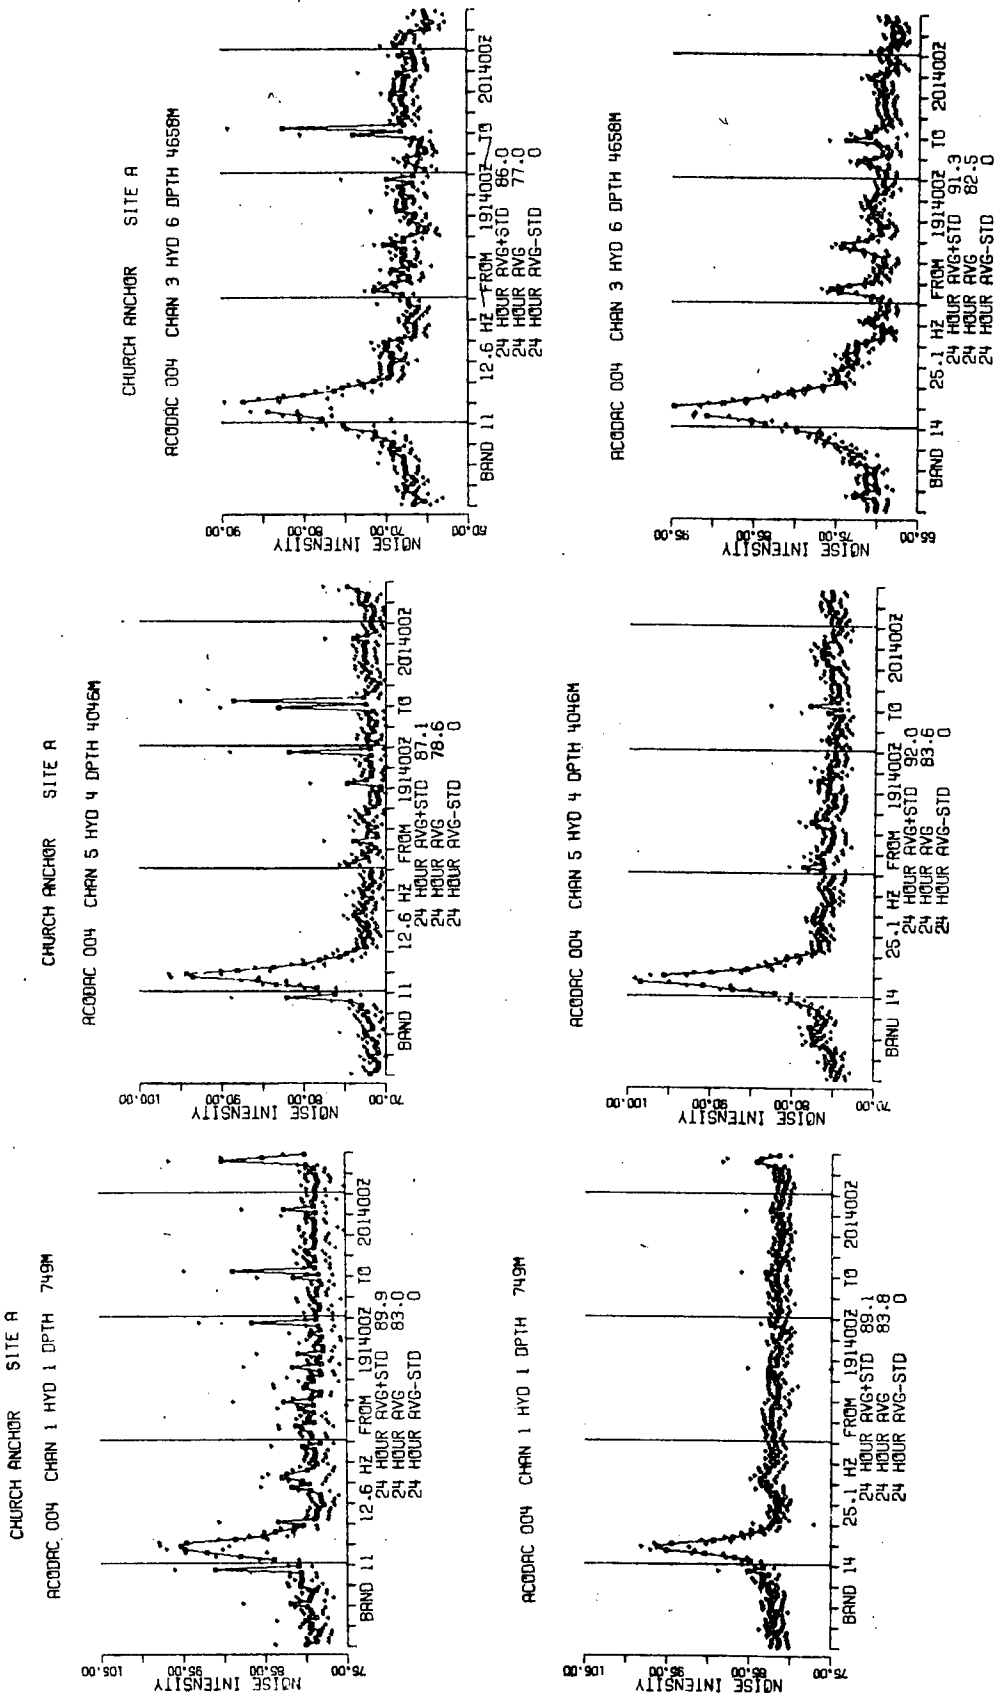 CHURCH ANCHOR SITE A
ACODAC 004 CHAN 1 HYD 1 DPTH 749M
105.00
95.00
85.00
75.00
NOISE INTENSITY
BAND 11 12.6 HZ FROM 191400Z TO 201400Z
24 HOUR AVG+STD 89.9
24 HOUR AVG 83.0
24 HOUR AVG-STD 0
ACODAC 004 CHAN 1 HYD 1 DPTH 749M
105.00
95.00
85.00
75.00
NOISE INTENSITY
BAND 14 25.1 HZ FROM 191400Z TO 201400Z
24 HOUR AVG+STD 89.1
24 HOUR AVG 83.8
24 HOUR AVG-STD 0
CHURCH ANCHOR SITE A
ACODAC 004 CHAN 5 HYD 4 DPTH 4046M
100.00
90.00
80.00
70.00
NOISE INTENSITY
BAND 11 12.6 HZ FROM 191400Z TO 201400Z
24 HOUR AVG+STD 87.1
24 HOUR AVG 78.6
24 HOUR AVG-STD 0
ACODAC 004 CHAN 5 HYD 4 DPTH 4046M
100.00
90.00
80.00
70.00
NOISE INTENSITY
BAND 14 25.1 HZ FROM 191400Z TO 201400Z
24 HOUR AVG+STD 92.0
24 HOUR AVG 83.6
24 HOUR AVG-STD 0
CHURCH ANCHOR SITE A
ACODAC 004 CHAN 3 HYD 6 DPTH 4658M
90.00
80.00
70.00
60.00
NOISE INTENSITY
BAND 11 12.6 HZ FROM 191400Z TO 201400Z
24 HOUR AVG+STD 86.0
24 HOUR AVG 77.0
24 HOUR AVG-STD 0
ACODAC 004 CHAN 3 HYD 6 DPTH 4658M
95.00
85.00
75.00
65.00
NOISE INTENSITY
BAND 14 25.1 HZ FROM 191400Z TO 201400Z
24 HOUR AVG+STD 91.3
24 HOUR AVG 82.5
24 HOUR AVG-STD 0